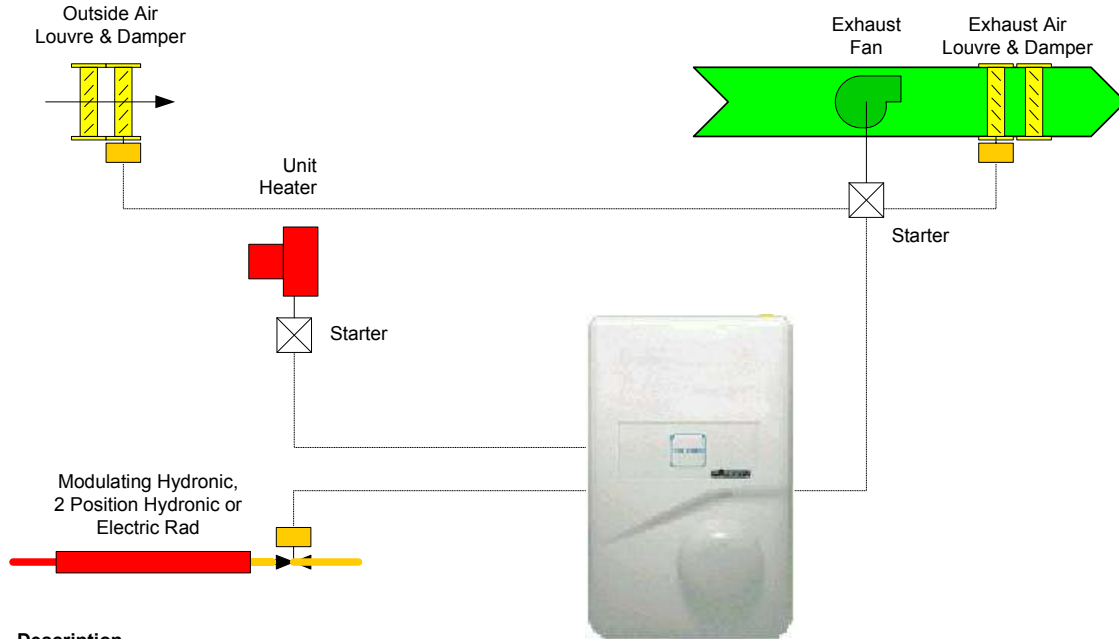 Outside Air
Louvre & Damper
Exhaust
Fan
Exhaust Air
Louvre & Damper
Unit
Heater
Starter
Starter
Modulating Hydronic,
2 Position Hydronic or
Electric Rad
Description